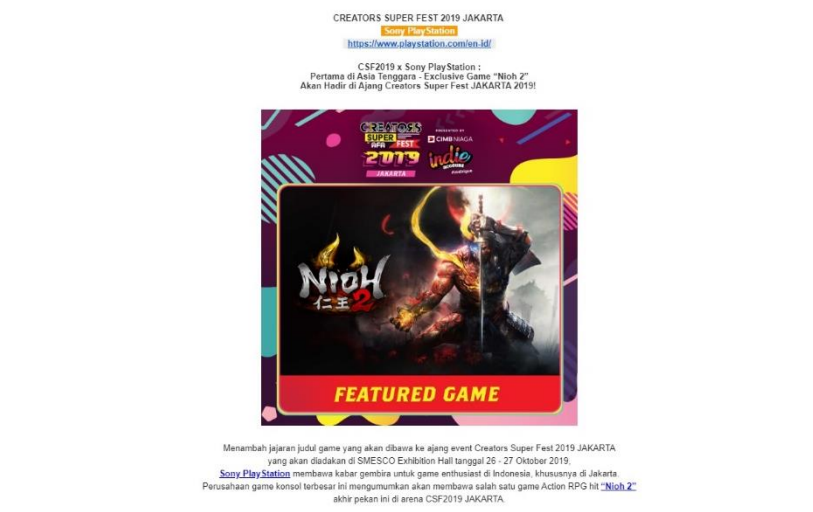 CREATORS SUPER FEST 2019 JAKARTA
Sony PlayStation
https://www.playstation.com/en-id/
CSF2019 x Sony PlayStation :
Pertama di Asia Tenggara - Exclusive Game “Nioh 2”
Akan Hadir di Ajang Creators Super Fest JAKARTA 2019!
CREATORS
SUPER
AFA FEST
2019
JAKARTA
PRESENTED BY
CIMB NIAGA
indie
NIOH
仁王2
FEATURED GAME
Menambah jajaran judul game yang akan dibawa ke ajang event Creators Super Fest 2019 JAKARTA
yang akan diadakan di SMESCO Exhibition Hall tanggal 26 - 27 Oktober 2019,
Sony PlayStation membawa kabar gembira untuk game enthusiast di Indonesia, khususnya di Jakarta.
Perusahaan game konsol terbesar ini mengumumkan akan membawa salah satu game Action RPG hit “Nioh 2”
akhir pekan ini di arena CSF2019 JAKARTA.